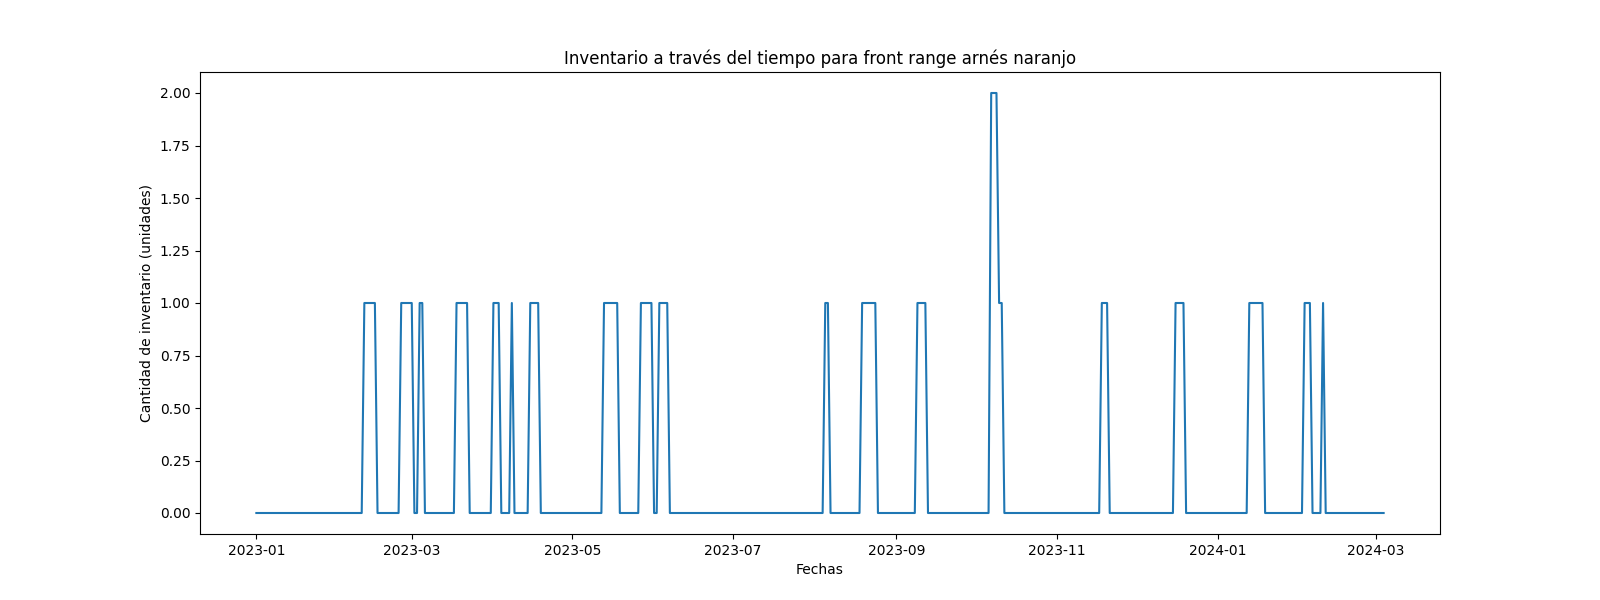 Inventario a través del tiempo para front range arnés naranjo
Cantidad de inventario (unidades)
2.00
1.75
1.50
1.25
1.00
0.75
0.50
0.25
0.00
2023-01 2023-03 2023-05 2023-07 2023-09 2023-11 2024-01 2024-03
Fechas